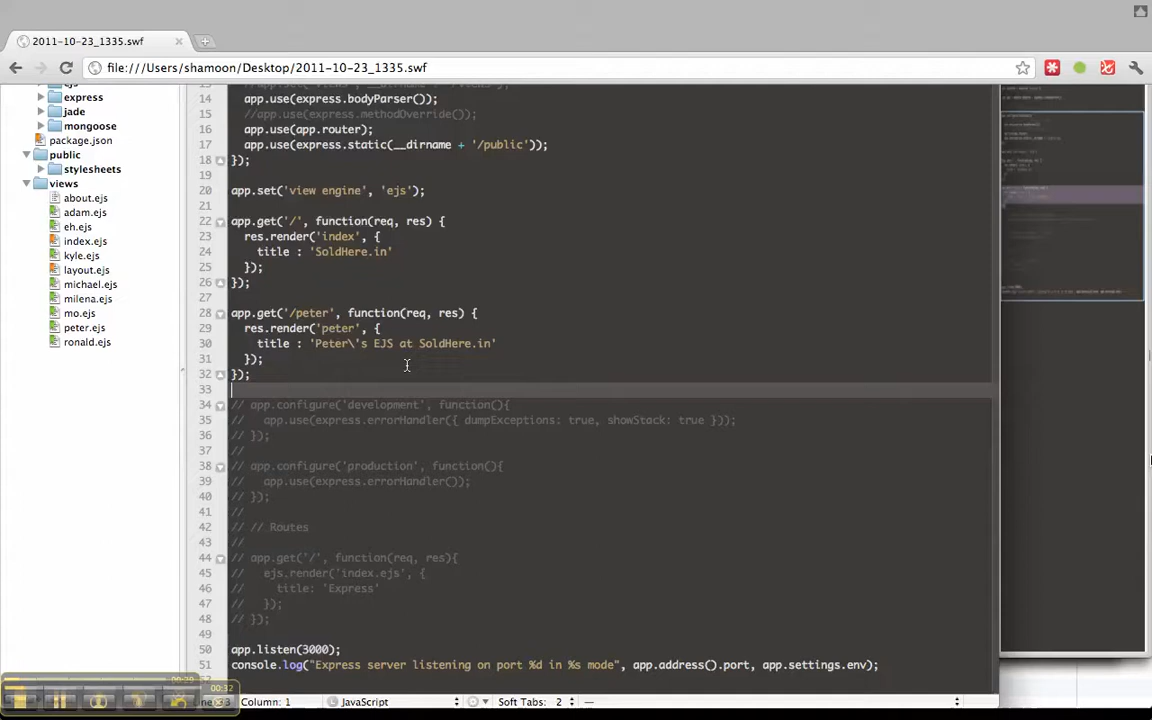 2011-10-23_1335.swf
file:///Users/shamoon/Desktop/2011-10-23_1335.swf
express
jade
mongoose
package.json
public
stylesheets
views
about.ejs
adam.ejs
eh.ejs
index.ejs
kyle.ejs
layout.ejs
michael.ejs
milena.ejs
mo.ejs
peter.ejs
ronald.ejs
14 app.use(express.bodyParser());
15 //app.use(express.methodOverride());
16 app.use(app.router);
17 app.use(express.static(__dirname + '/public'));
18 });
19
20 app.set('view engine', 'ejs');
21
22 app.get('/', function(req, res) {
23 res.render('index', {
24 title : 'SoldHere.in'
25 });
26 });
27
28 app.get('/peter', function(req, res) {
29 res.render('peter', {
30 title : 'Peter\'s EJS at SoldHere.in'
31 });
32 });
33
34 // app.configure('development', function(){
35 // app.use(express.errorHandler({ dumpExceptions: true, showStack: true }));
36 // });
37 //
38 // app.configure('production', function(){
39 // app.use(express.errorHandler());
40 // });
41 //
42 // // Routes
43 //
44 // app.get('/', function(req, res){
45 // ejs.render('index.ejs', {
46 // title: 'Express'
47 // });
48 // });
49
50 app.listen(3000);
51 console.log("Express server listening on port %d in %s mode", app.address().port, app.settings.env);
00:32
Column: 1 JavaScript Soft Tabs: 2 —